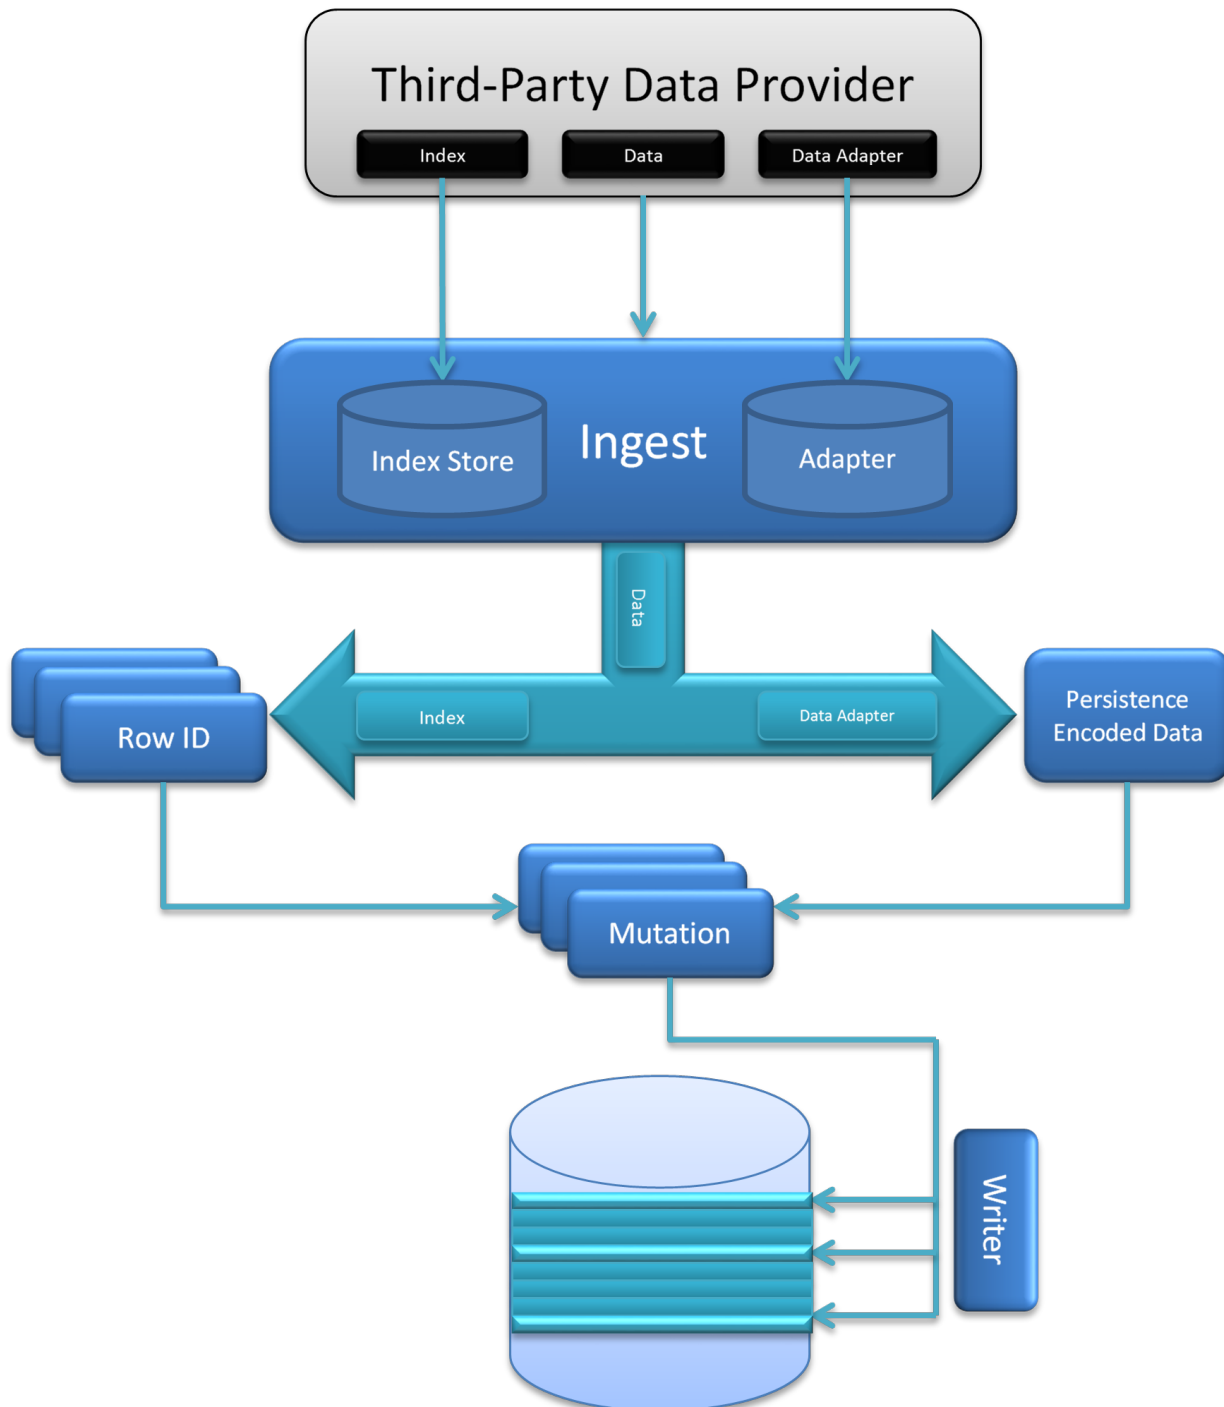 Third-Party Data Provider
Index
Data
Data Adapter
Index Store
Ingest
Adapter
Data
Index
Data Adapter
Row ID
Persistence
Encoded Data
Mutation
Writer